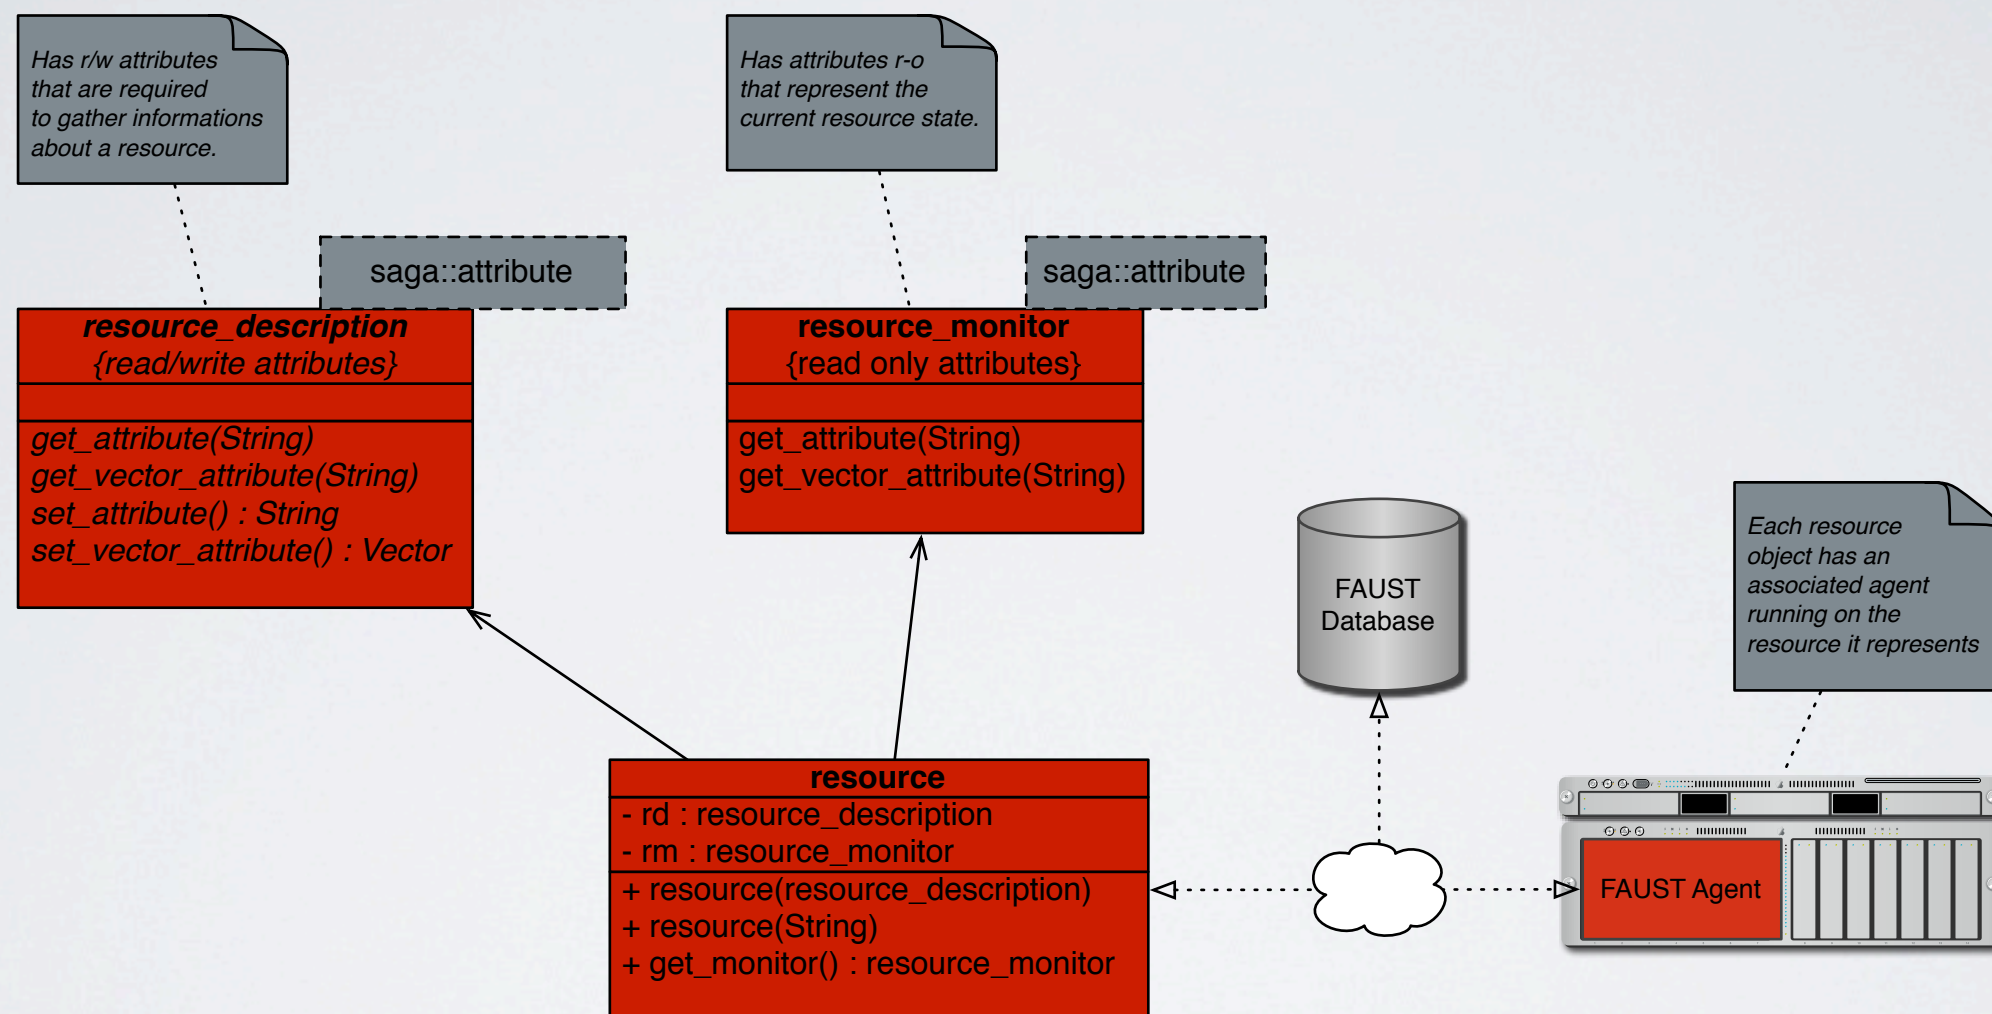 Has r/w attributes
that are required
to gather informations
about a resource.
Has attributes r-o
that represent the
current resource state.
saga::attribute
saga::attribute
resource_description
{read/write attributes}
get_attribute(String)
get_vector_attribute(String)
set_attribute() : String
set_vector_attribute() : Vector
resource_monitor
{read only attributes}
get_attribute(String)
get_vector_attribute(String)
FAUST
Database
Each resource
object has an
associated agent
running on the
resource it represents
resource
- rd : resource_description
- rm : resource_monitor
+ resource(resource_description)
+ resource(String)
+ get_monitor() : resource_monitor
FAUST Agent